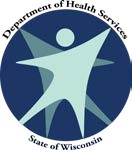 Department of Health Services
State of Wisconsin